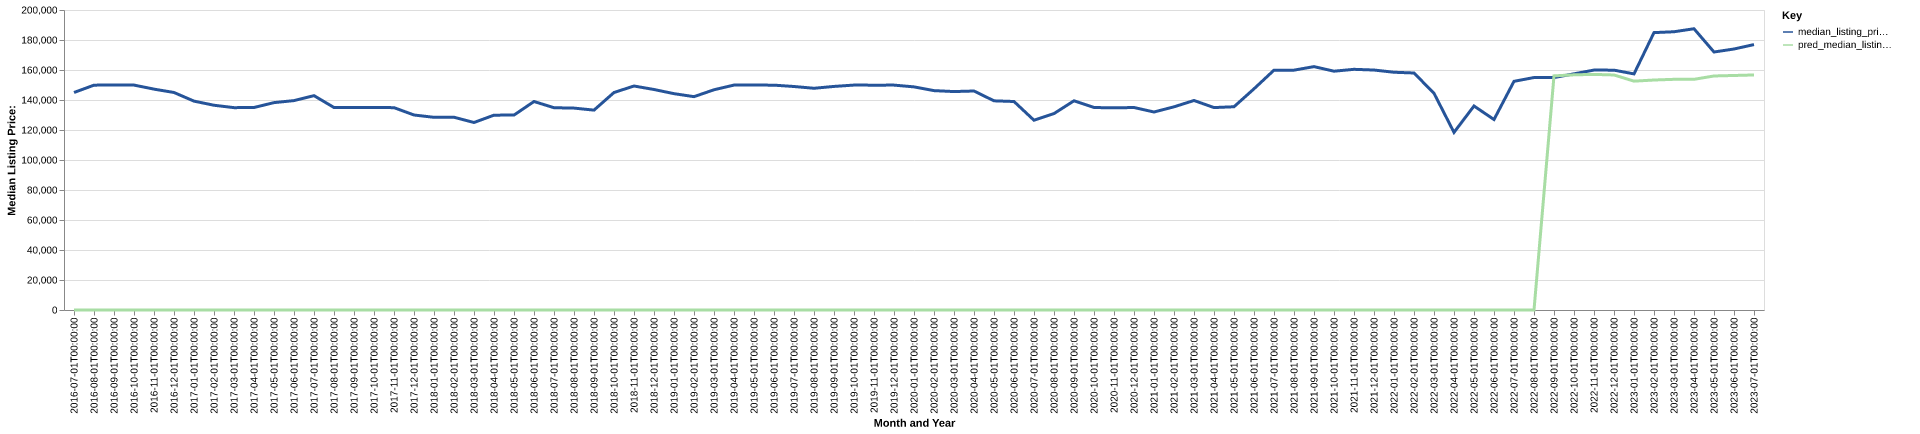 200,000
180,000
160,000
140,000
120,000
100,000
80,000
60,000
40,000
20,000
0
Median Listing Price:
2016-07-01T00:00:00
2016-08-01T00:00:00
2016-09-01T00:00:00
2016-10-01T00:00:00
2016-11-01T00:00:00
2016-12-01T00:00:00
2017-01-01T00:00:00
2017-02-01T00:00:00
2017-03-01T00:00:00
2017-04-01T00:00:00
2017-05-01T00:00:00
2017-06-01T00:00:00
2017-07-01T00:00:00
2017-08-01T00:00:00
2017-09-01T00:00:00
2017-10-01T00:00:00
2017-11-01T00:00:00
2017-12-01T00:00:00
2018-01-01T00:00:00
2018-02-01T00:00:00
2018-03-01T00:00:00
2018-04-01T00:00:00
2018-05-01T00:00:00
2018-06-01T00:00:00
2018-07-01T00:00:00
2018-08-01T00:00:00
2018-09-01T00:00:00
2018-10-01T00:00:00
2018-11-01T00:00:00
2018-12-01T00:00:00
2019-01-01T00:00:00
2019-02-01T00:00:00
2019-03-01T00:00:00
2019-04-01T00:00:00
2019-05-01T00:00:00
2019-06-01T00:00:00
2019-07-01T00:00:00
2019-08-01T00:00:00
2019-09-01T00:00:00
2019-10-01T00:00:00
2019-11-01T00:00:00
2019-12-01T00:00:00
2020-01-01T00:00:00
2020-02-01T00:00:00
2020-03-01T00:00:00
2020-04-01T00:00:00
2020-05-01T00:00:00
2020-06-01T00:00:00
2020-07-01T00:00:00
2020-08-01T00:00:00
2020-09-01T00:00:00
2020-10-01T00:00:00
2020-11-01T00:00:00
2020-12-01T00:00:00
2021-01-01T00:00:00
2021-02-01T00:00:00
2021-03-01T00:00:00
2021-04-01T00:00:00
2021-05-01T00:00:00
2021-06-01T00:00:00
2021-07-01T00:00:00
2021-08-01T00:00:00
2021-09-01T00:00:00
2021-10-01T00:00:00
2021-11-01T00:00:00
2021-12-01T00:00:00
2022-01-01T00:00:00
2022-02-01T00:00:00
2022-03-01T00:00:00
2022-04-01T00:00:00
2022-05-01T00:00:00
2022-06-01T00:00:00
2022-07-01T00:00:00
2022-08-01T00:00:00
2022-09-01T00:00:00
2022-10-01T00:00:00
2022-11-01T00:00:00
2022-12-01T00:00:00
2023-01-01T00:00:00
2023-02-01T00:00:00
2023-03-01T00:00:00
2023-04-01T00:00:00
2023-05-01T00:00:00
2023-06-01T00:00:00
2023-07-01T00:00:00
Month and Year
Key
median_listing_pri…
pred_median_listin…